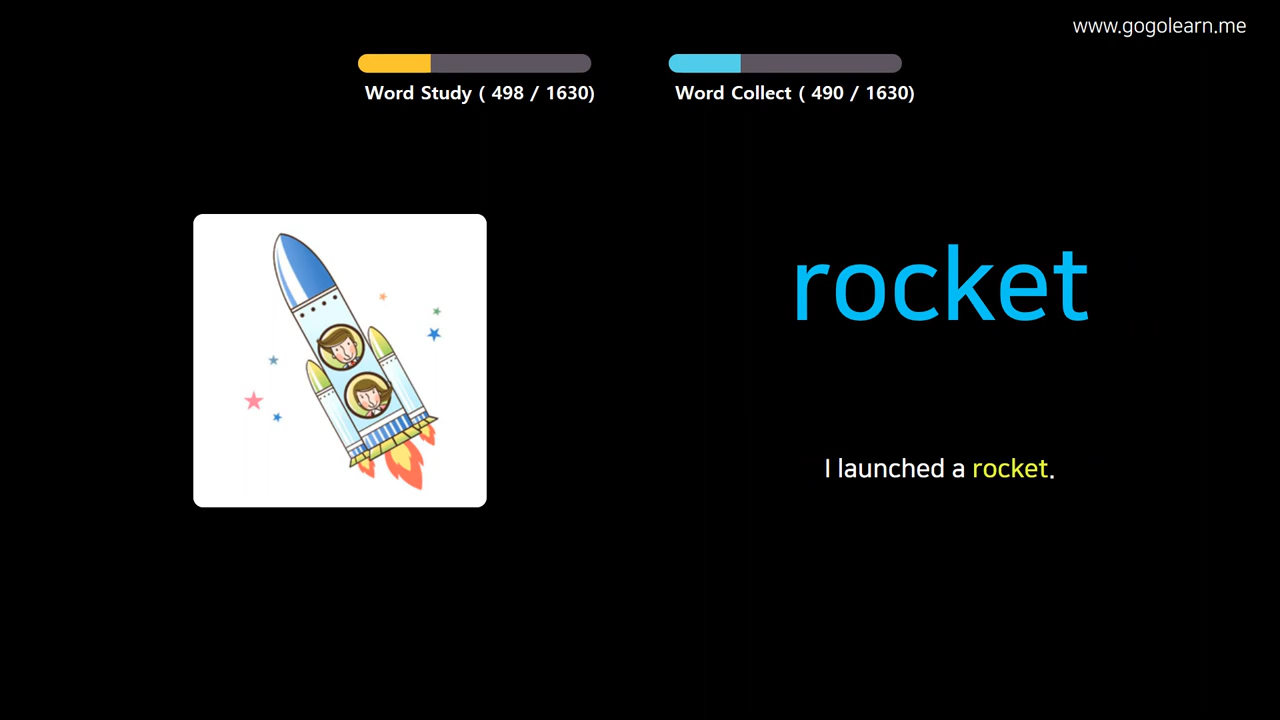 www.gogolearn.me
Word Study ( 498 / 1630)
Word Collect ( 490 / 1630)
rocket
I launched a rocket.